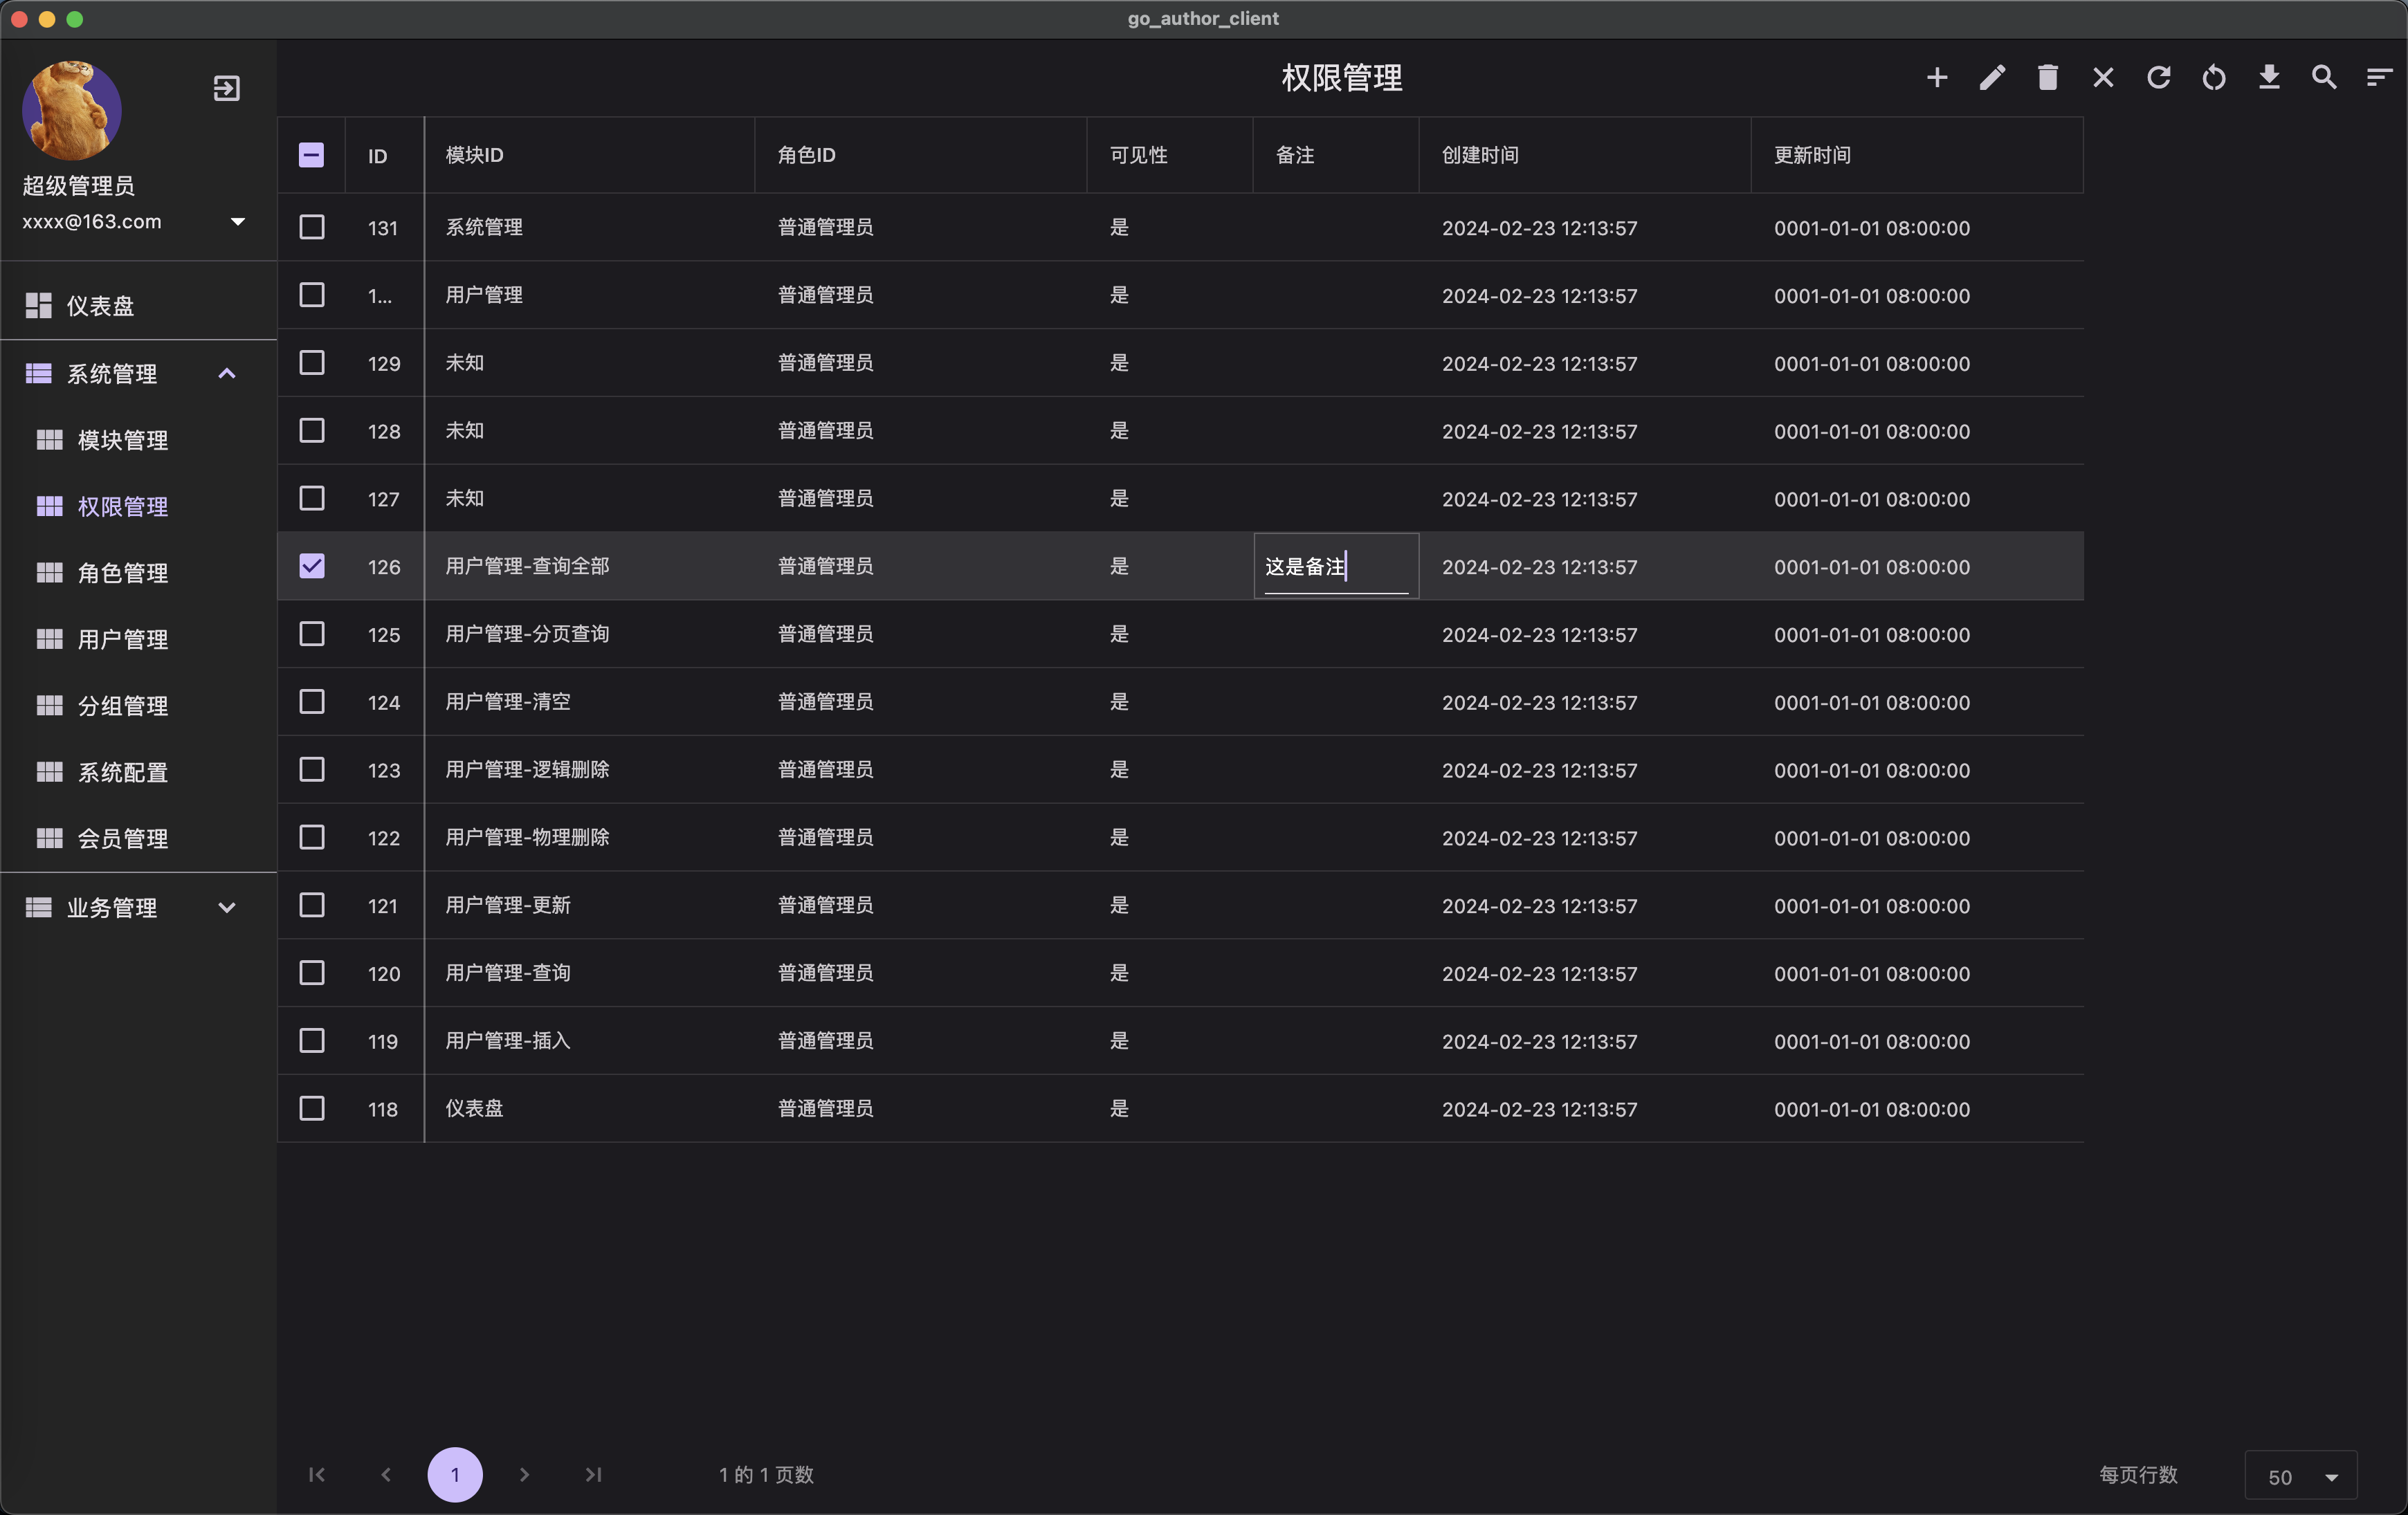 go_author_client
超级管理员
xxxx@163.com
仪表盘
系统管理
模块管理
权限管理
角色管理
用户管理
分组管理
系统配置
会员管理
业务管理
权限管理
ID 模块ID 角色ID 可见性 备注 创建时间 更新时间
131 系统管理 普通管理员 是 2024-02-23 12:13:57 0001-01-01 08:00:00
1... 用户管理 普通管理员 是 2024-02-23 12:13:57 0001-01-01 08:00:00
129 未知 普通管理员 是 2024-02-23 12:13:57 0001-01-01 08:00:00
128 未知 普通管理员 是 2024-02-23 12:13:57 0001-01-01 08:00:00
127 未知 普通管理员 是 2024-02-23 12:13:57 0001-01-01 08:00:00
126 用户管理-查询全部 普通管理员 是 这是备注 2024-02-23 12:13:57 0001-01-01 08:00:00
125 用户管理-分页查询 普通管理员 是 2024-02-23 12:13:57 0001-01-01 08:00:00
124 用户管理-清空 普通管理员 是 2024-02-23 12:13:57 0001-01-01 08:00:00
123 用户管理-逻辑删除 普通管理员 是 2024-02-23 12:13:57 0001-01-01 08:00:00
122 用户管理-物理删除 普通管理员 是 2024-02-23 12:13:57 0001-01-01 08:00:00
121 用户管理-更新 普通管理员 是 2024-02-23 12:13:57 0001-01-01 08:00:00
120 用户管理-查询 普通管理员 是 2024-02-23 12:13:57 0001-01-01 08:00:00
119 用户管理-插入 普通管理员 是 2024-02-23 12:13:57 0001-01-01 08:00:00
118 仪表盘 普通管理员 是 2024-02-23 12:13:57 0001-01-01 08:00:00
1 1 的 1 页数 每页行数 50